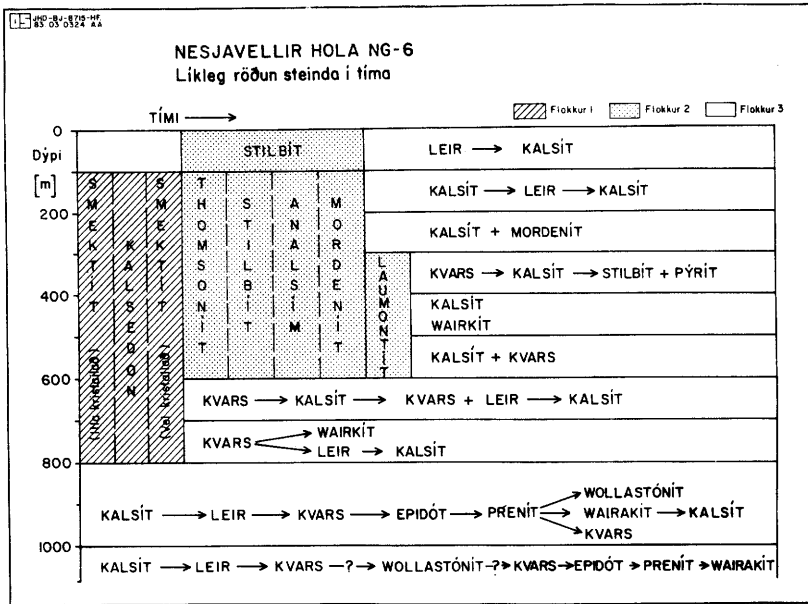 JHD-BJ-8715-HF
83.03.0324 AA
NESJAVELLIR HOLA NG-6
Líkleg röðun steinda í tíma
TÍMI ⟶
Flokkur 1
Flokkur 2
Flokkur 3
Dýpi
[m]
0
200
400
600
800
1000
SMEKTÍT
(Illa kristallað)
KALSEDÓN
SMEKTÍT
(Vel kristallað)
STILBÍT
THOMSONÍT
STILBÍT
ANALSÍM
MORDENÍT
LAUMONTÍT
LEIR ⟶ KALSÍT
KALSÍT ⟶ LEIR ⟶ KALSÍT
KALSÍT + MORDENÍT
KVARS ⟶ KALSÍT ⟶ STILBÍT + PÝRÍT
KALSÍT
WAIRKÍT
KALSÍT + KVARS
KVARS ⟶ KALSÍT ⟶ KVARS + LEIR ⟶ KALSÍT
KVARS ⟶ WAIRKÍT
⟶ LEIR ⟶ KALSÍT
KALSÍT ⟶ LEIR ⟶ KVARS ⟶ EPIDÓT ⟶ PRENÍT ⟶ WOLLASTÓNÍT
⟶ WAIRAKÍT ⟶ KALSÍT
⟶ KVARS
KALSÍT ⟶ LEIR ⟶ KVARS —?⟶ WOLLASTÓNÍT —?⟶ KVARS ⟶ EPIDÓT ⟶ PRENÍT ⟶ WAIRAKÍT